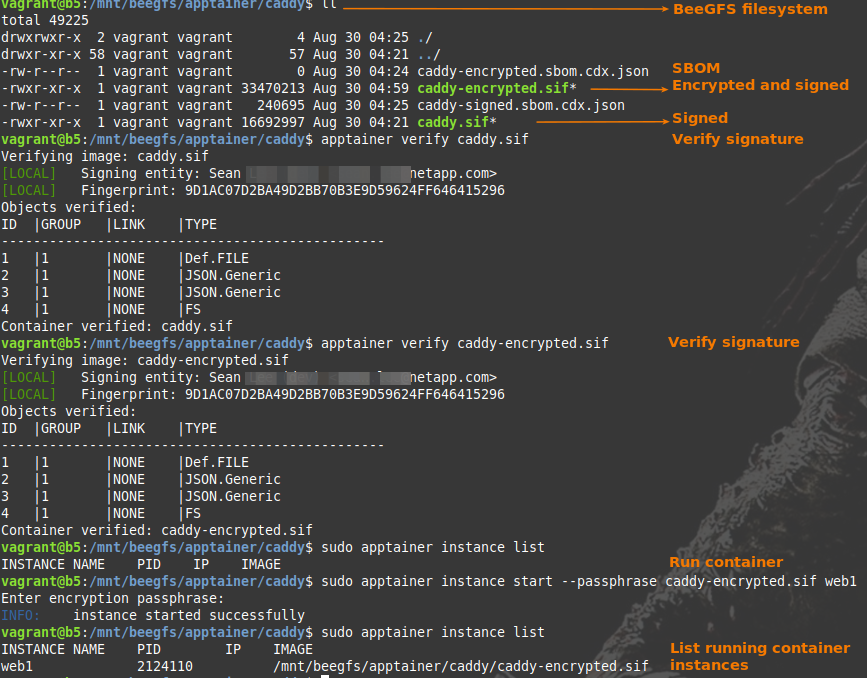 vagrant@b5:/mnt/beegfs/apptainer/caddy$ ll BeeGFS filesystem
total 49225
drwxrwxr-x  2 vagrant vagrant        4 Aug 30 04:25 ./
drwxr-xr-x 58 vagrant vagrant       57 Aug 30 04:21 ../
-rw-r--r--  1 vagrant vagrant        0 Aug 30 04:24 caddy-encrypted.sbom.cdx.json SBOM
-rwxr-xr-x  1 vagrant vagrant 33470213 Aug 30 04:59 caddy-encrypted.sif* Encrypted and signed
-rw-r--r--  1 vagrant vagrant   240695 Aug 30 04:25 caddy-signed.sbom.cdx.json
-rwxr-xr-x  1 vagrant vagrant 16692997 Aug 30 04:21 caddy.sif* Signed
vagrant@b5:/mnt/beegfs/apptainer/caddy$ apptainer verify caddy.sif Verify signature
Verifying image: caddy.sif
[LOCAL]   Signing entity: Sean netapp.com>
[LOCAL]   Fingerprint: 9D1AC07D2BA49D2BB70B3E9D59624FF646415296
Objects verified:
ID  |GROUP   |LINK    |TYPE
------------------------------------------------
1   |1       |NONE    |Def.FILE
2   |1       |NONE    |JSON.Generic
3   |1       |NONE    |JSON.Generic
4   |1       |NONE    |FS
Container verified: caddy.sif
vagrant@b5:/mnt/beegfs/apptainer/caddy$ apptainer verify caddy-encrypted.sif Verify signature
Verifying image: caddy-encrypted.sif
[LOCAL]   Signing entity: Sean netapp.com>
[LOCAL]   Fingerprint: 9D1AC07D2BA49D2BB70B3E9D59624FF646415296
Objects verified:
ID  |GROUP   |LINK    |TYPE
------------------------------------------------
1   |1       |NONE    |Def.FILE
2   |1       |NONE    |JSON.Generic
3   |1       |NONE    |JSON.Generic
4   |1       |NONE    |FS
Container verified: caddy-encrypted.sif
vagrant@b5:/mnt/beegfs/apptainer/caddy$ sudo apptainer instance list
INSTANCE NAME    PID    IP    IMAGE Run container
vagrant@b5:/mnt/beegfs/apptainer/caddy$ sudo apptainer instance start --passphrase caddy-encrypted.sif web1
Enter encryption passphrase:
INFO:    instance started successfully
vagrant@b5:/mnt/beegfs/apptainer/caddy$ sudo apptainer instance list
INSTANCE NAME    PID        IP    IMAGE List running container
web1             2124110          /mnt/beegfs/apptainer/caddy/caddy-encrypted.sif instances